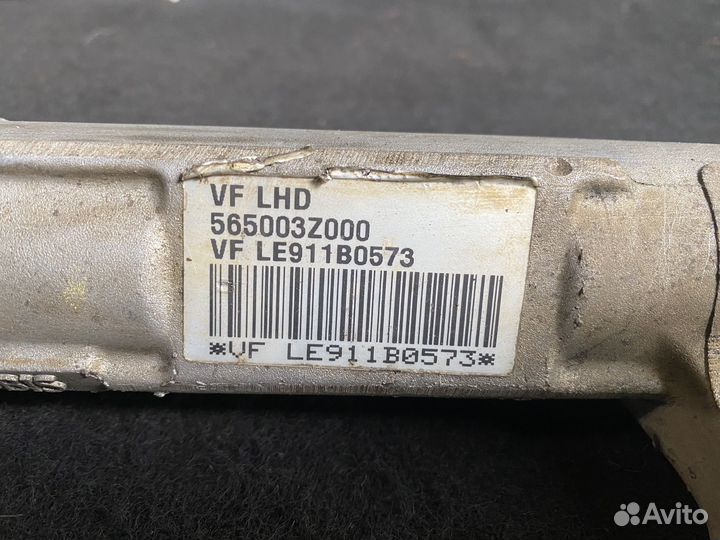 VF LHD
565003Z000
VF LE911B0573
*VF LE911B0573*
Avito